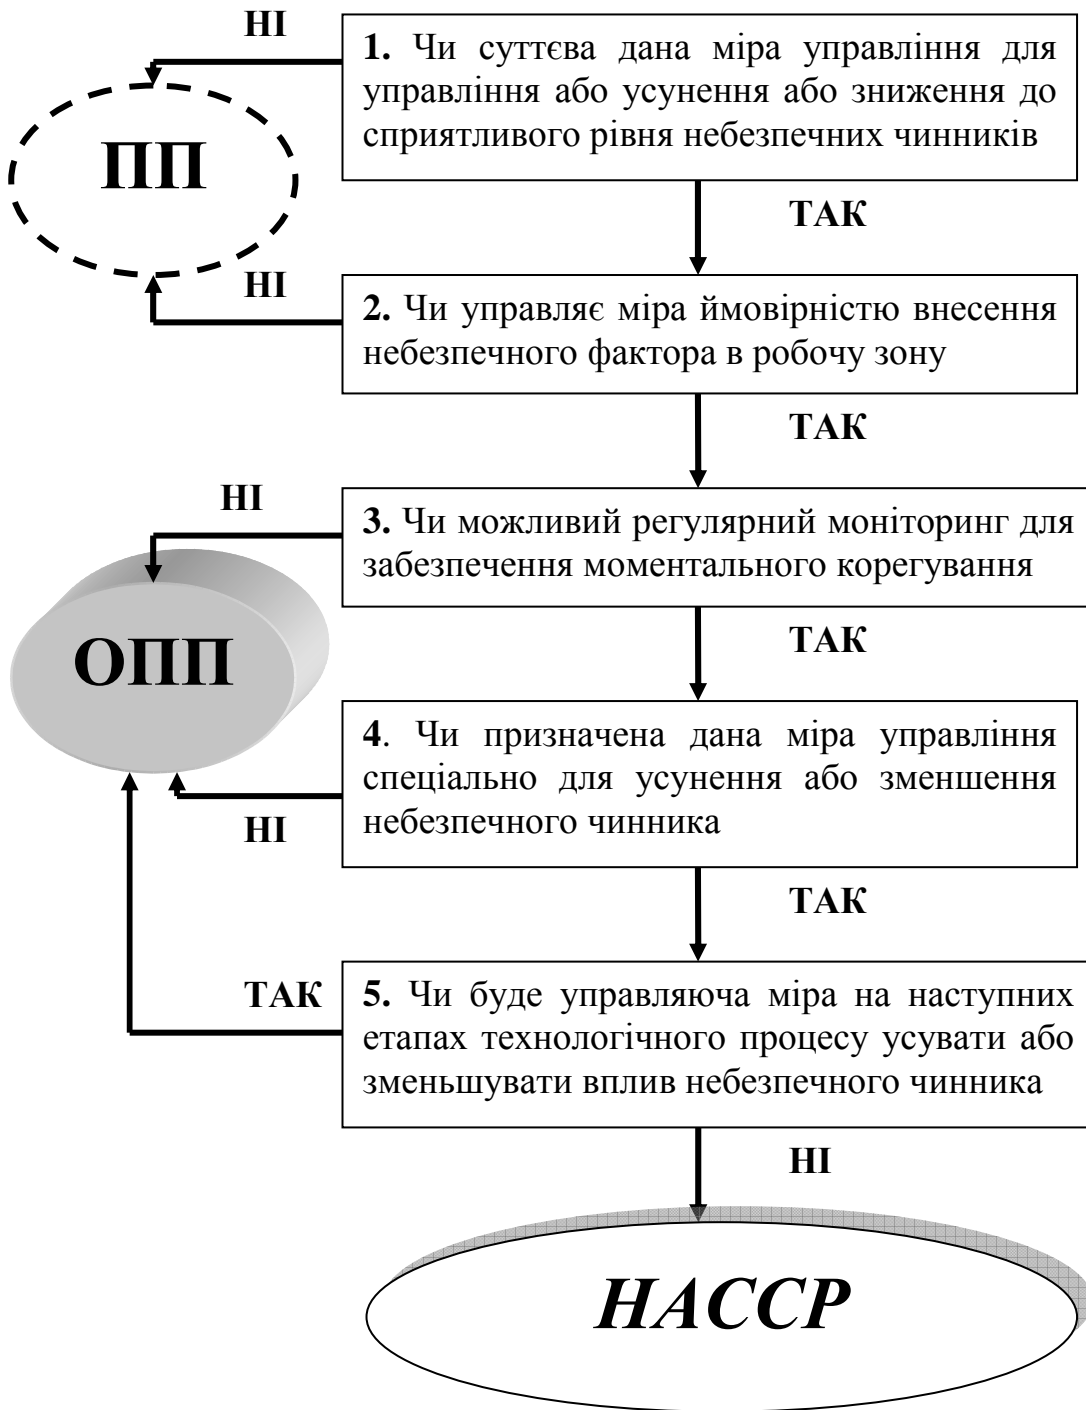 НІ
1. Чи суттєва дана міра управління для
управління або усунення або зниження до
сприятливого рівня небезпечних чинників
ПП
ТАК
НІ
2. Чи управляє міра ймовірністю внесення
небезпечного фактора в робочу зону
ТАК
НІ
3. Чи можливий регулярний моніторинг для
забезпечення моментального корегування
ТАК
ОПП
4. Чи призначена дана міра управління
спеціально для усунення або зменшення
небезпечного чинника
НІ
ТАК
ТАК
5. Чи буде управляюча міра на наступних
етапах технологічного процесу усувати або
зменьшувати вплив небезпечного чинника
НІ
НАССР